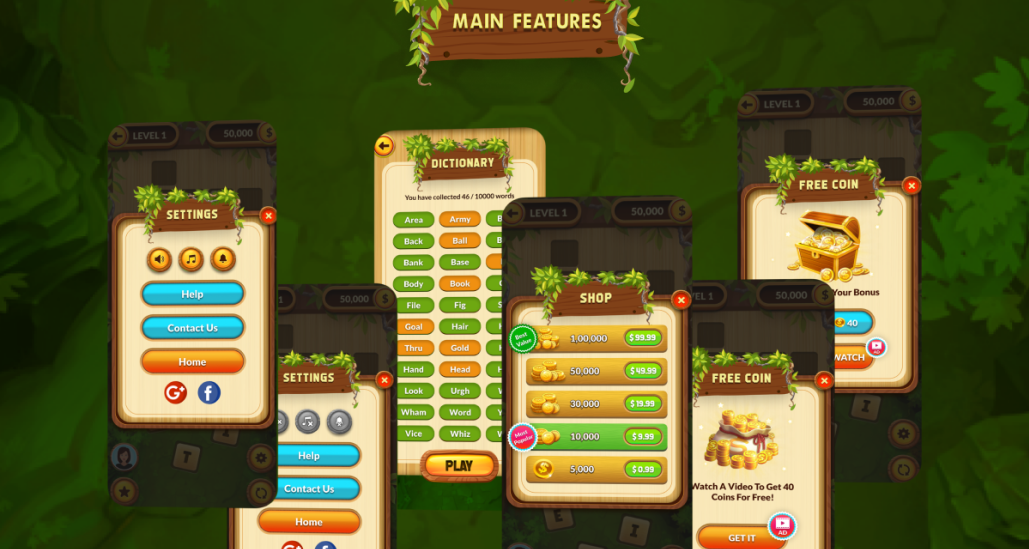 MAIN FEATURES
LEVEL 1
50,000
SETTINGS
Help
Contact Us
Home
G+
f
T
50,000
SETTINGS
Help
Contact Us
Home
DICTIONARY
You have collected 46 / 10000 words
Area Army
Back Ball
Bank Base
Body Book
File Fig
Goal Hair
Thru Gold
Hand Head
Look Urgh
Wham Word
Vice Whiz
PLAY
LEVEL 1
50,000
SHOP
Best Value
1,00,000 $99.99
50,000 $49.99
30,000 $19.99
Most Popular
10,000 $9.99
5,000 $0.99
E
I
LEVEL 1
50,000
FREE COIN
Your Bonus
40
WATCH
AD
I
50,000
FREE COIN
Watch A Video To Get 40
Coins For Free!
GET IT
AD